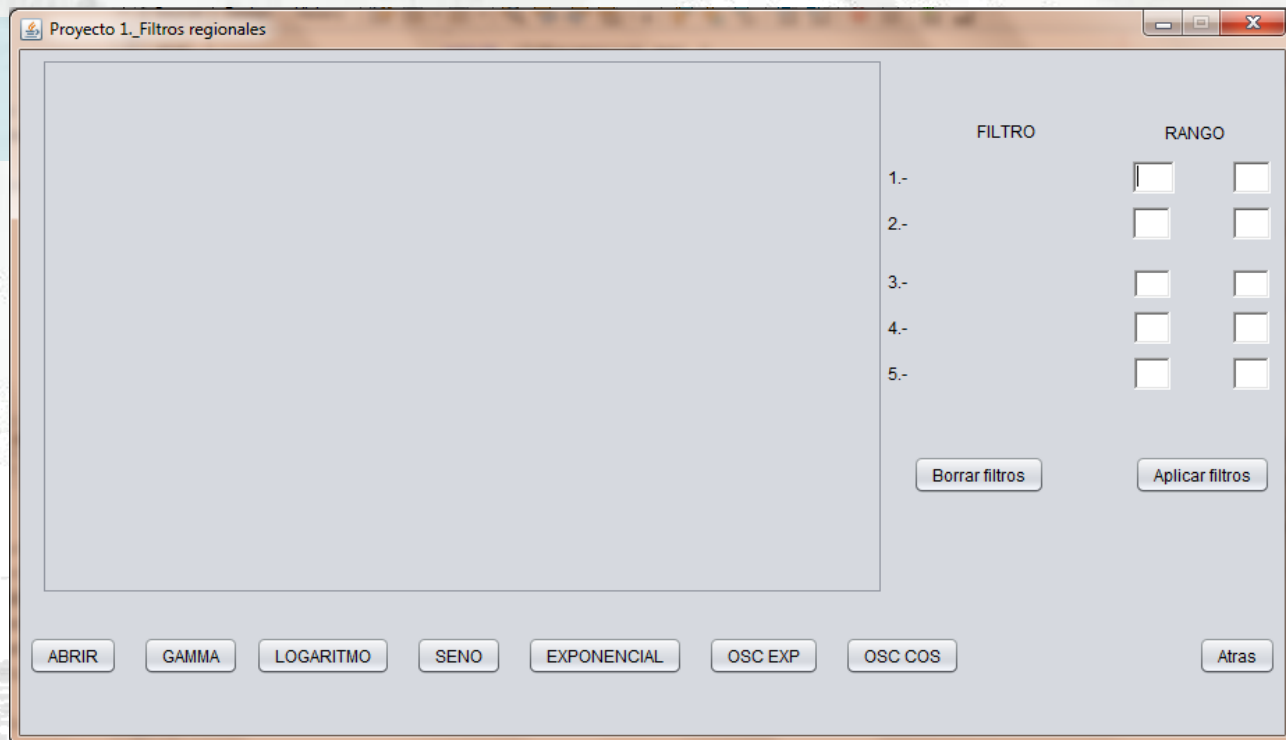 Proyecto 1._Filtros regionales
FILTRO RANGO
1.-
2.-
3.-
4.-
5.-
Borrar filtros Aplicar filtros
ABRIR GAMMA LOGARITMO SENO EXPONENCIAL OSC EXP OSC COS Atras